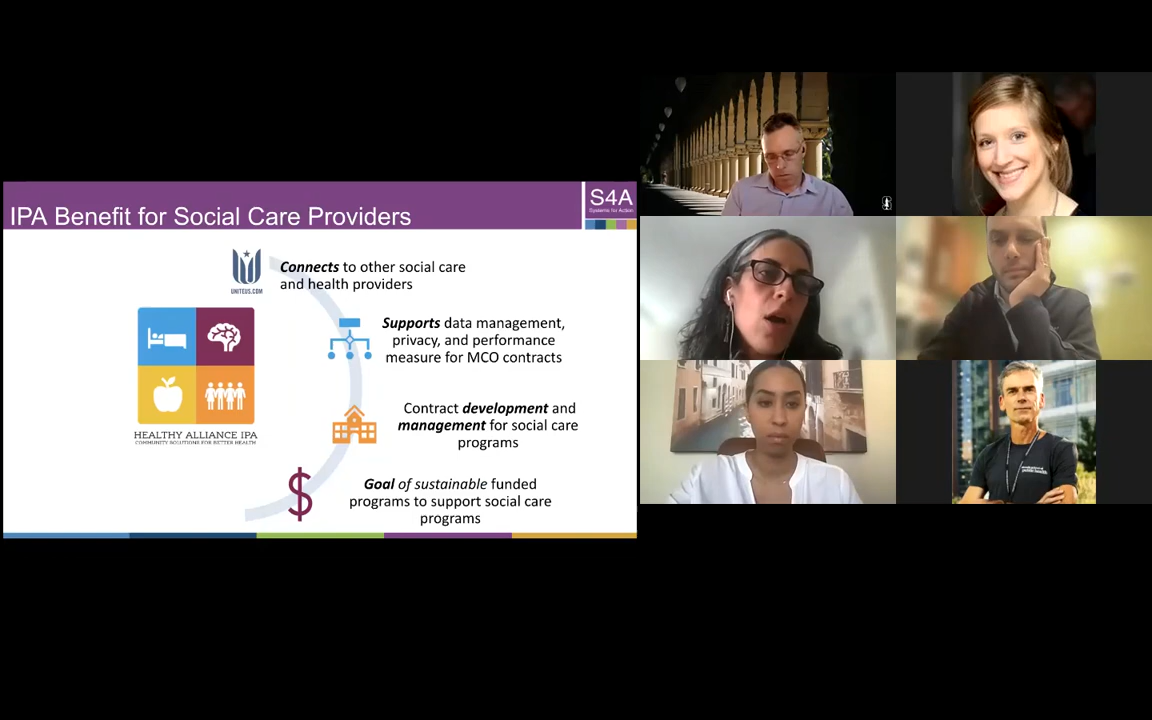 IPA Benefit for Social Care Providers
S4A
Systems for Action
UNITEUS.COM
Connects to other social care
and health providers
Supports data management,
privacy, and performance
measure for MCO contracts
HEALTHY ALLIANCE IPA
COMMUNITY SOLUTIONS FOR BETTER HEALTH
Contract development and
management for social care
programs
$
Goal of sustainable funded
programs to support social care
programs